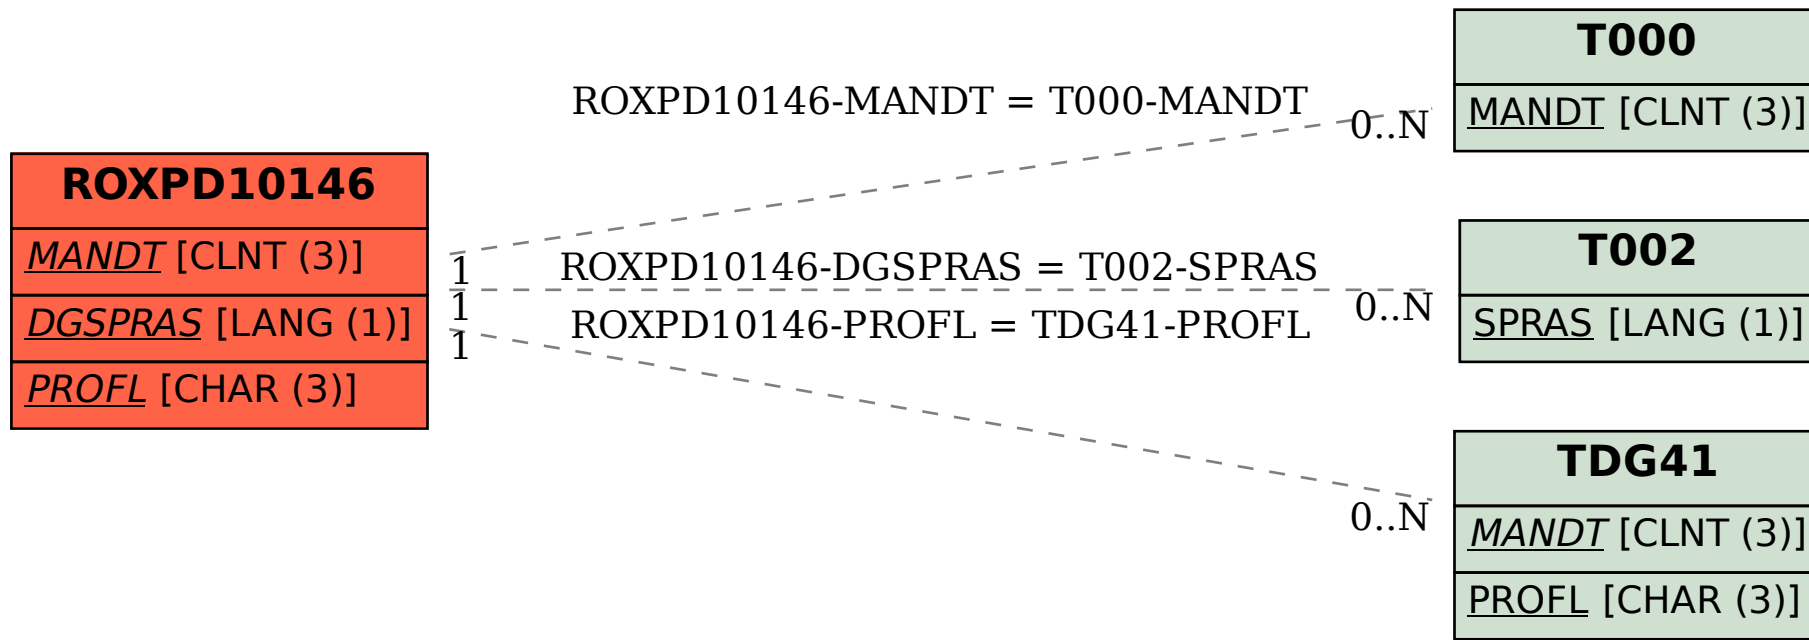 ROXPD10146
MANDT [CLNT (3)]
DGSPRAS [LANG (1)]
PROFL [CHAR (3)]
ROXPD10146-MANDT = T000-MANDT
0..N
1
ROXPD10146-DGSPRAS = T002-SPRAS
0..N
1
ROXPD10146-PROFL = TDG41-PROFL
0..N
1
T000
MANDT [CLNT (3)]
T002
SPRAS [LANG (1)]
TDG41
MANDT [CLNT (3)]
PROFL [CHAR (3)]